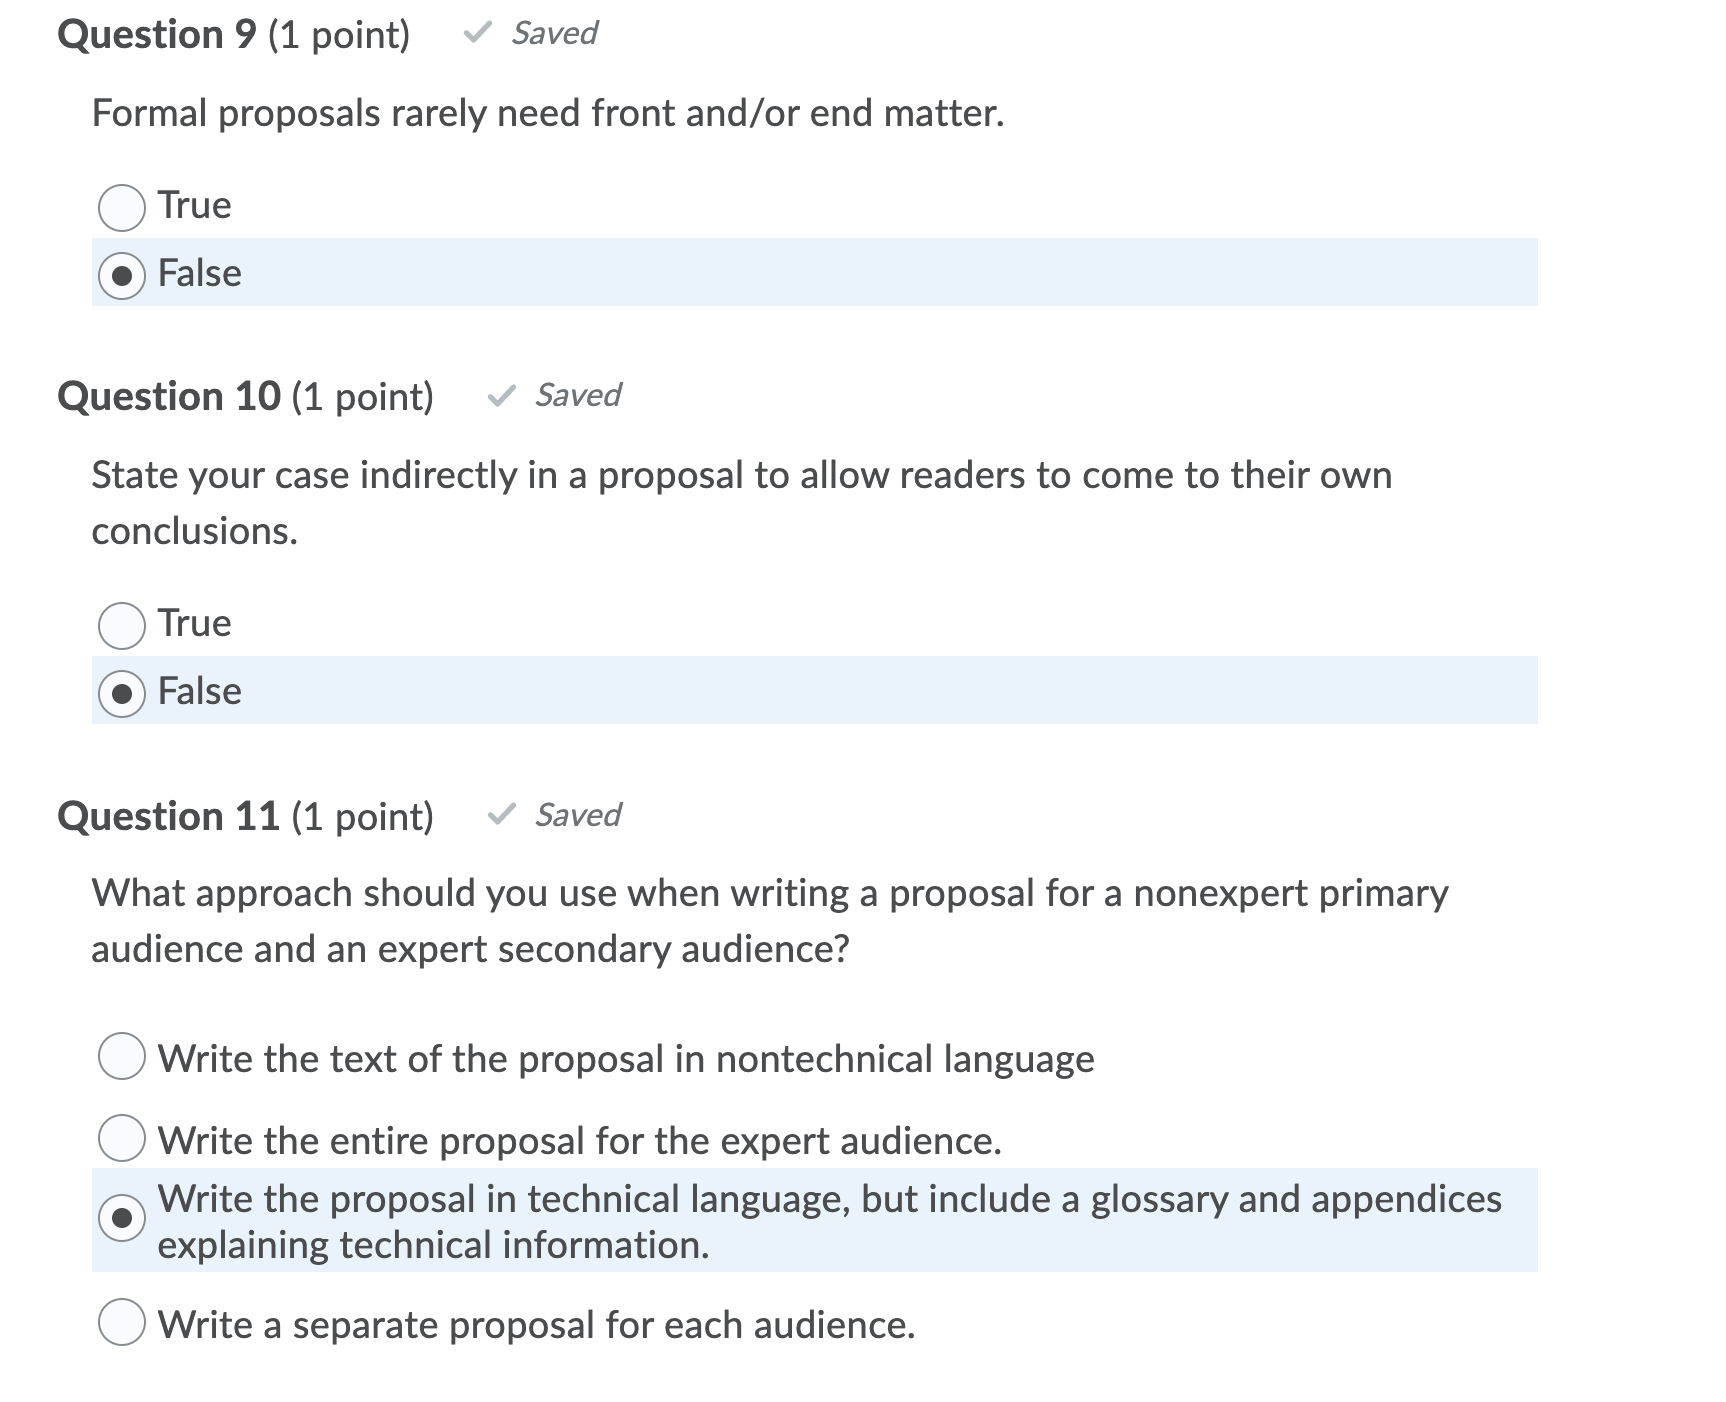 Question 9 (1 point) Saved
Formal proposals rarely need front and/or end matter.
True
False
Question 10 (1 point) Saved
State your case indirectly in a proposal to allow readers to come to their own
conclusions.
True
False
Question 11 (1 point) Saved
What approach should you use when writing a proposal for a nonexpert primary
audience and an expert secondary audience?
Write the text of the proposal in nontechnical language
Write the entire proposal for the expert audience.
Write the proposal in technical language, but include a glossary and appendices
explaining technical information.
Write a separate proposal for each audience.